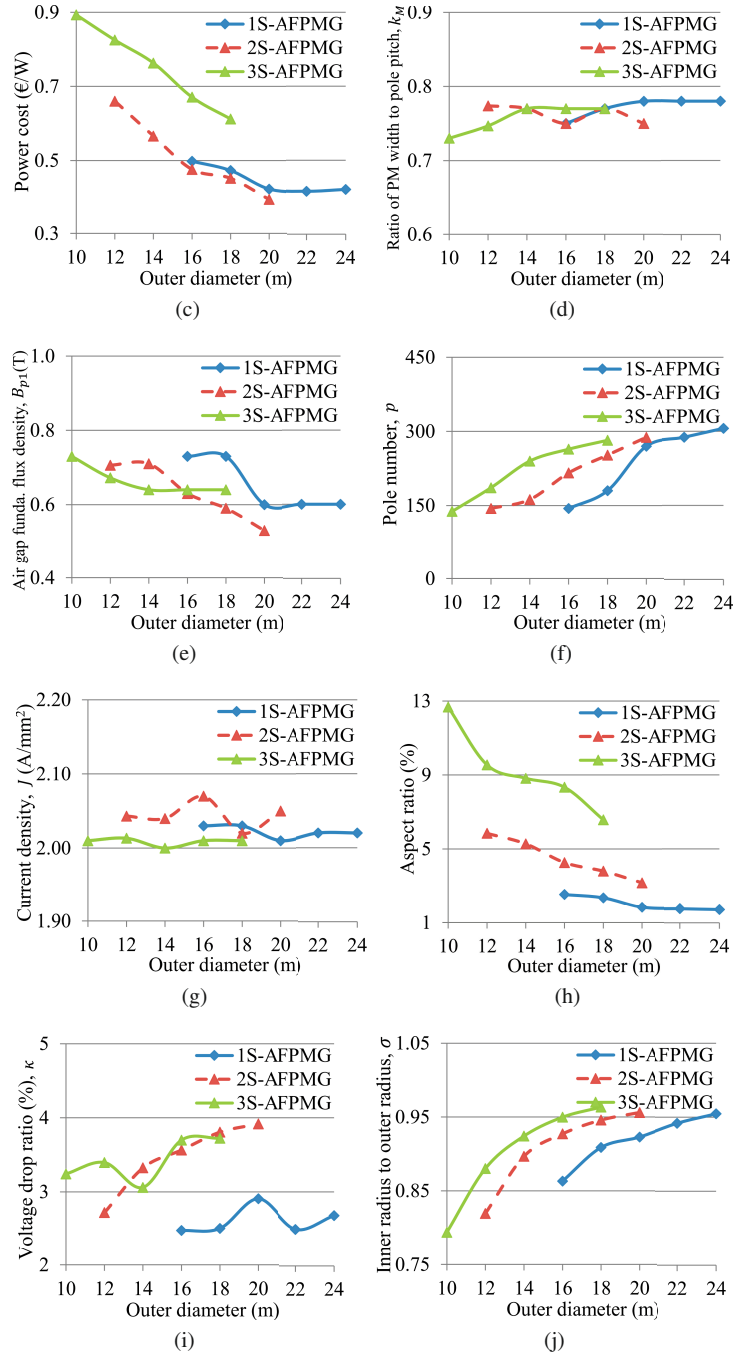 0.9
0.7
0.5
0.3
Power cost (€/W)
1S-AFPMG
2S-AFPMG
3S-AFPMG
10 12 14 16 18 20 22 24
Outer diameter (m)
(c)
1.0
0.9
0.8
0.7
0.6
Ratio of PM width to pole pitch, k_M
1S-AFPMG
2S-AFPMG
3S-AFPMG
10 12 14 16 18 20 22 24
Outer diameter (m)
(d)
1.0
0.8
0.6
0.4
Air gap funda. flux density, B_p1(T)
1S-AFPMG
2S-AFPMG
3S-AFPMG
10 12 14 16 18 20 22 24
Outer diameter (m)
(e)
450
300
150
0
Pole number, p
1S-AFPMG
2S-AFPMG
3S-AFPMG
10 12 14 16 18 20 22 24
Outer diameter (m)
(f)
2.20
2.10
2.00
1.90
Current density, J (A/mm²)
1S-AFPMG
2S-AFPMG
3S-AFPMG
10 12 14 16 18 20 22 24
Outer diameter (m)
(g)
13
9
5
1
Aspect ratio (%)
1S-AFPMG
2S-AFPMG
3S-AFPMG
10 12 14 16 18 20 22 24
Outer diameter (m)
(h)
5
4
3
2
Voltage drop ratio (%), κ
1S-AFPMG
2S-AFPMG
3S-AFPMG
10 12 14 16 18 20 22 24
Outer diameter (m)
(i)
1.05
0.95
0.85
0.75
Inner radius to outer radius, σ
1S-AFPMG
2S-AFPMG
3S-AFPMG
10 12 14 16 18 20 22 24
Outer diameter (m)
(j)